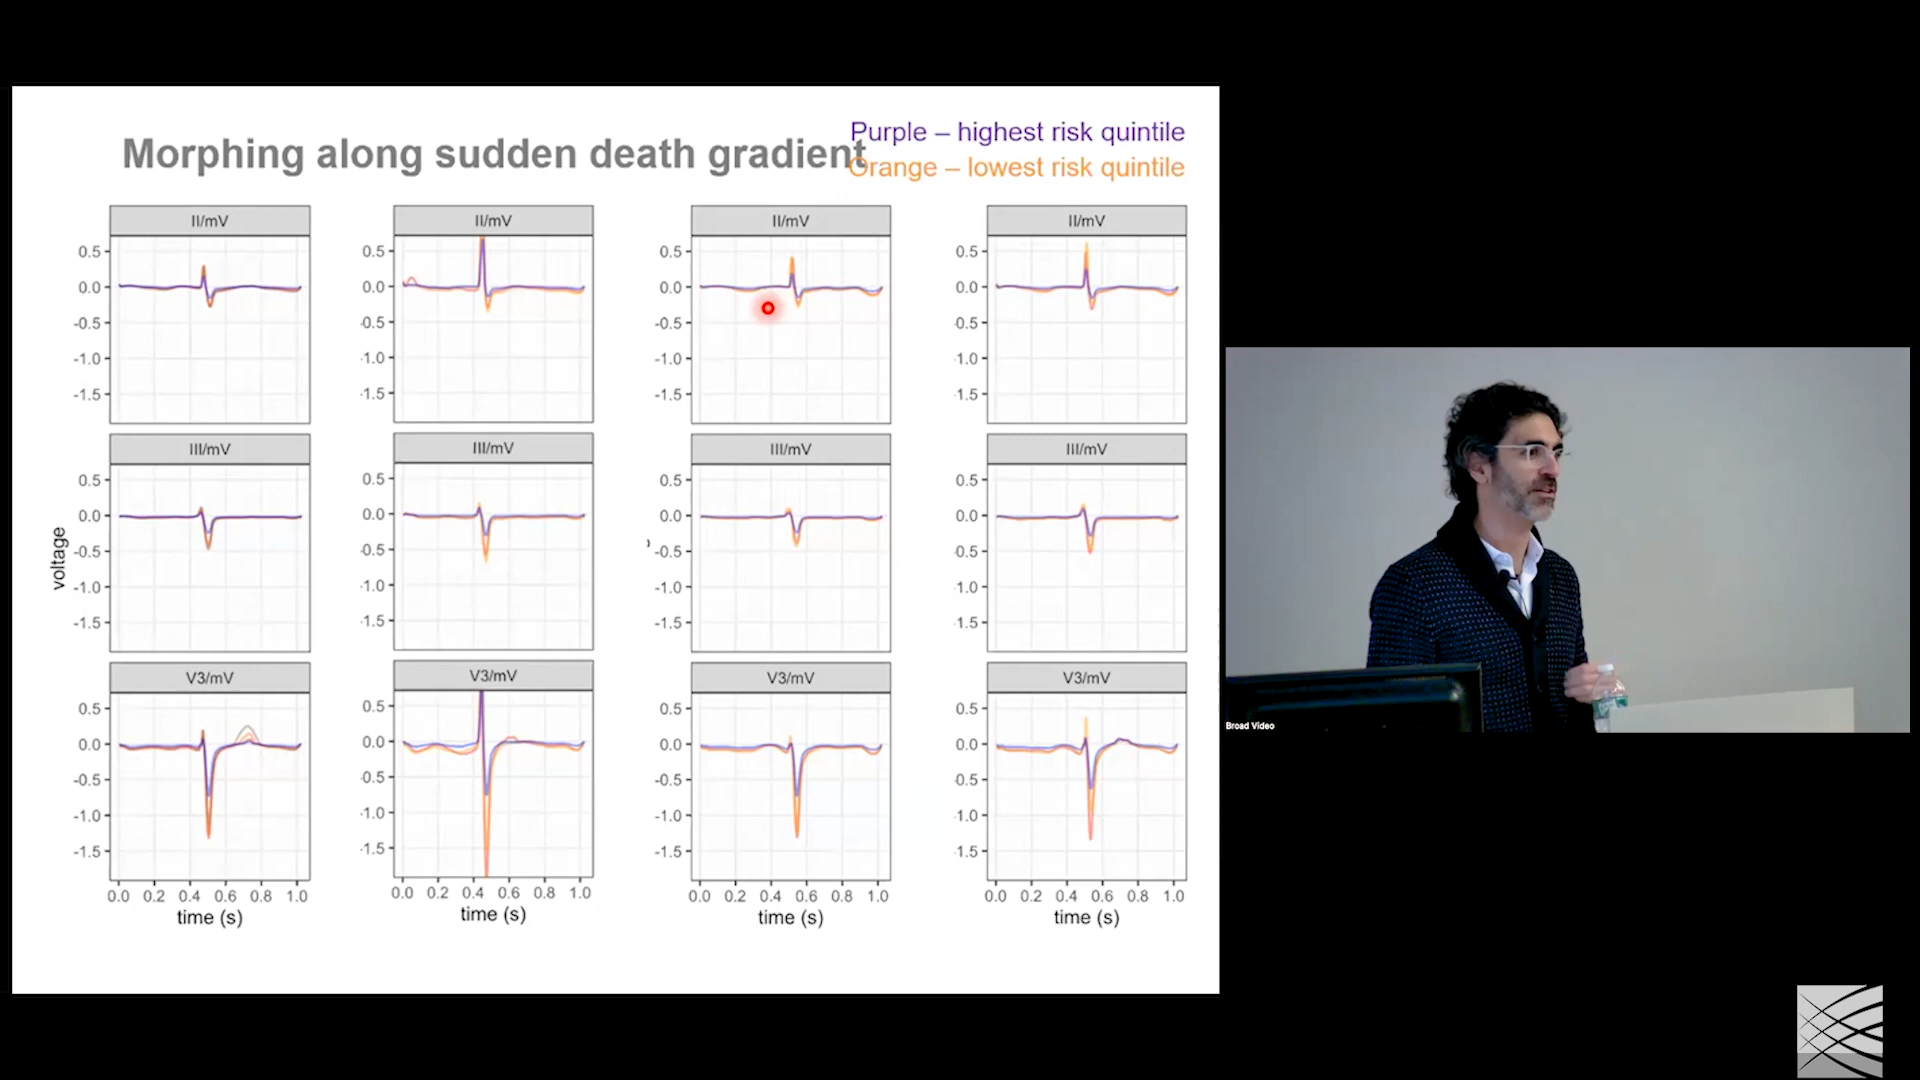 Morphing along sudden death gradient
Purple – highest risk quintile
Orange – lowest risk quintile
II/mV
II/mV
II/mV
II/mV
0.5
0.0
-0.5
-1.0
-1.5
0.5
0.0
-0.5
-1.0
-1.5
0.5
0.0
-0.5
-1.0
-1.5
0.5
0.0
-0.5
-1.0
-1.5
III/mV
III/mV
III/mV
III/mV
voltage
0.5
0.0
-0.5
-1.0
-1.5
0.5
0.0
-0.5
-1.0
-1.5
0.5
0.0
-0.5
-1.0
-1.5
0.5
0.0
-0.5
-1.0
-1.5
V3/mV
V3/mV
V3/mV
V3/mV
0.5
0.0
-0.5
-1.0
-1.5
0.5
0.0
-0.5
-1.0
-1.5
0.5
0.0
-0.5
-1.0
-1.5
0.5
0.0
-0.5
-1.0
-1.5
0.0 0.2 0.4 0.6 0.8 1.0
0.0 0.2 0.4 0.6 0.8 1.0
0.0 0.2 0.4 0.6 0.8 1.0
0.0 0.2 0.4 0.6 0.8 1.0
time (s)
time (s)
time (s)
time (s)
Broad Video